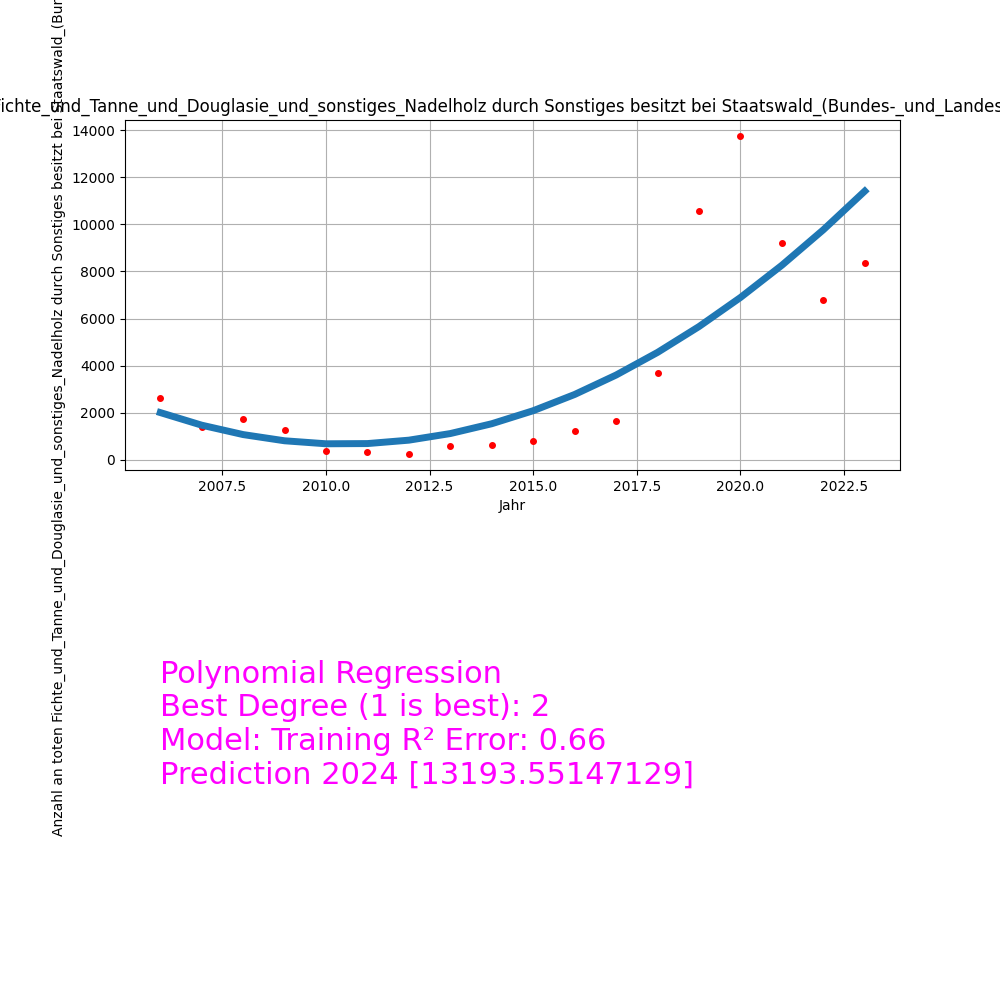 ichte_und_Tanne_und_Douglasie_und_sonstiges_Nadelholz durch Sonstiges besitzt bei Staatswald_(Bundes-_und_Landes
Anzahl an toten Fichte_und_Tanne_und_Douglasie_und_sonstiges_Nadelholz durch Sonstiges besitzt bei Staatswald_(Bun
14000
12000
10000
8000
6000
4000
2000
0
2007.5 2010.0 2012.5 2015.0 2017.5 2020.0 2022.5
Jahr
Polynomial Regression
Best Degree (1 is best): 2
Model: Training R² Error: 0.66
Prediction 2024 [13193.55147129]